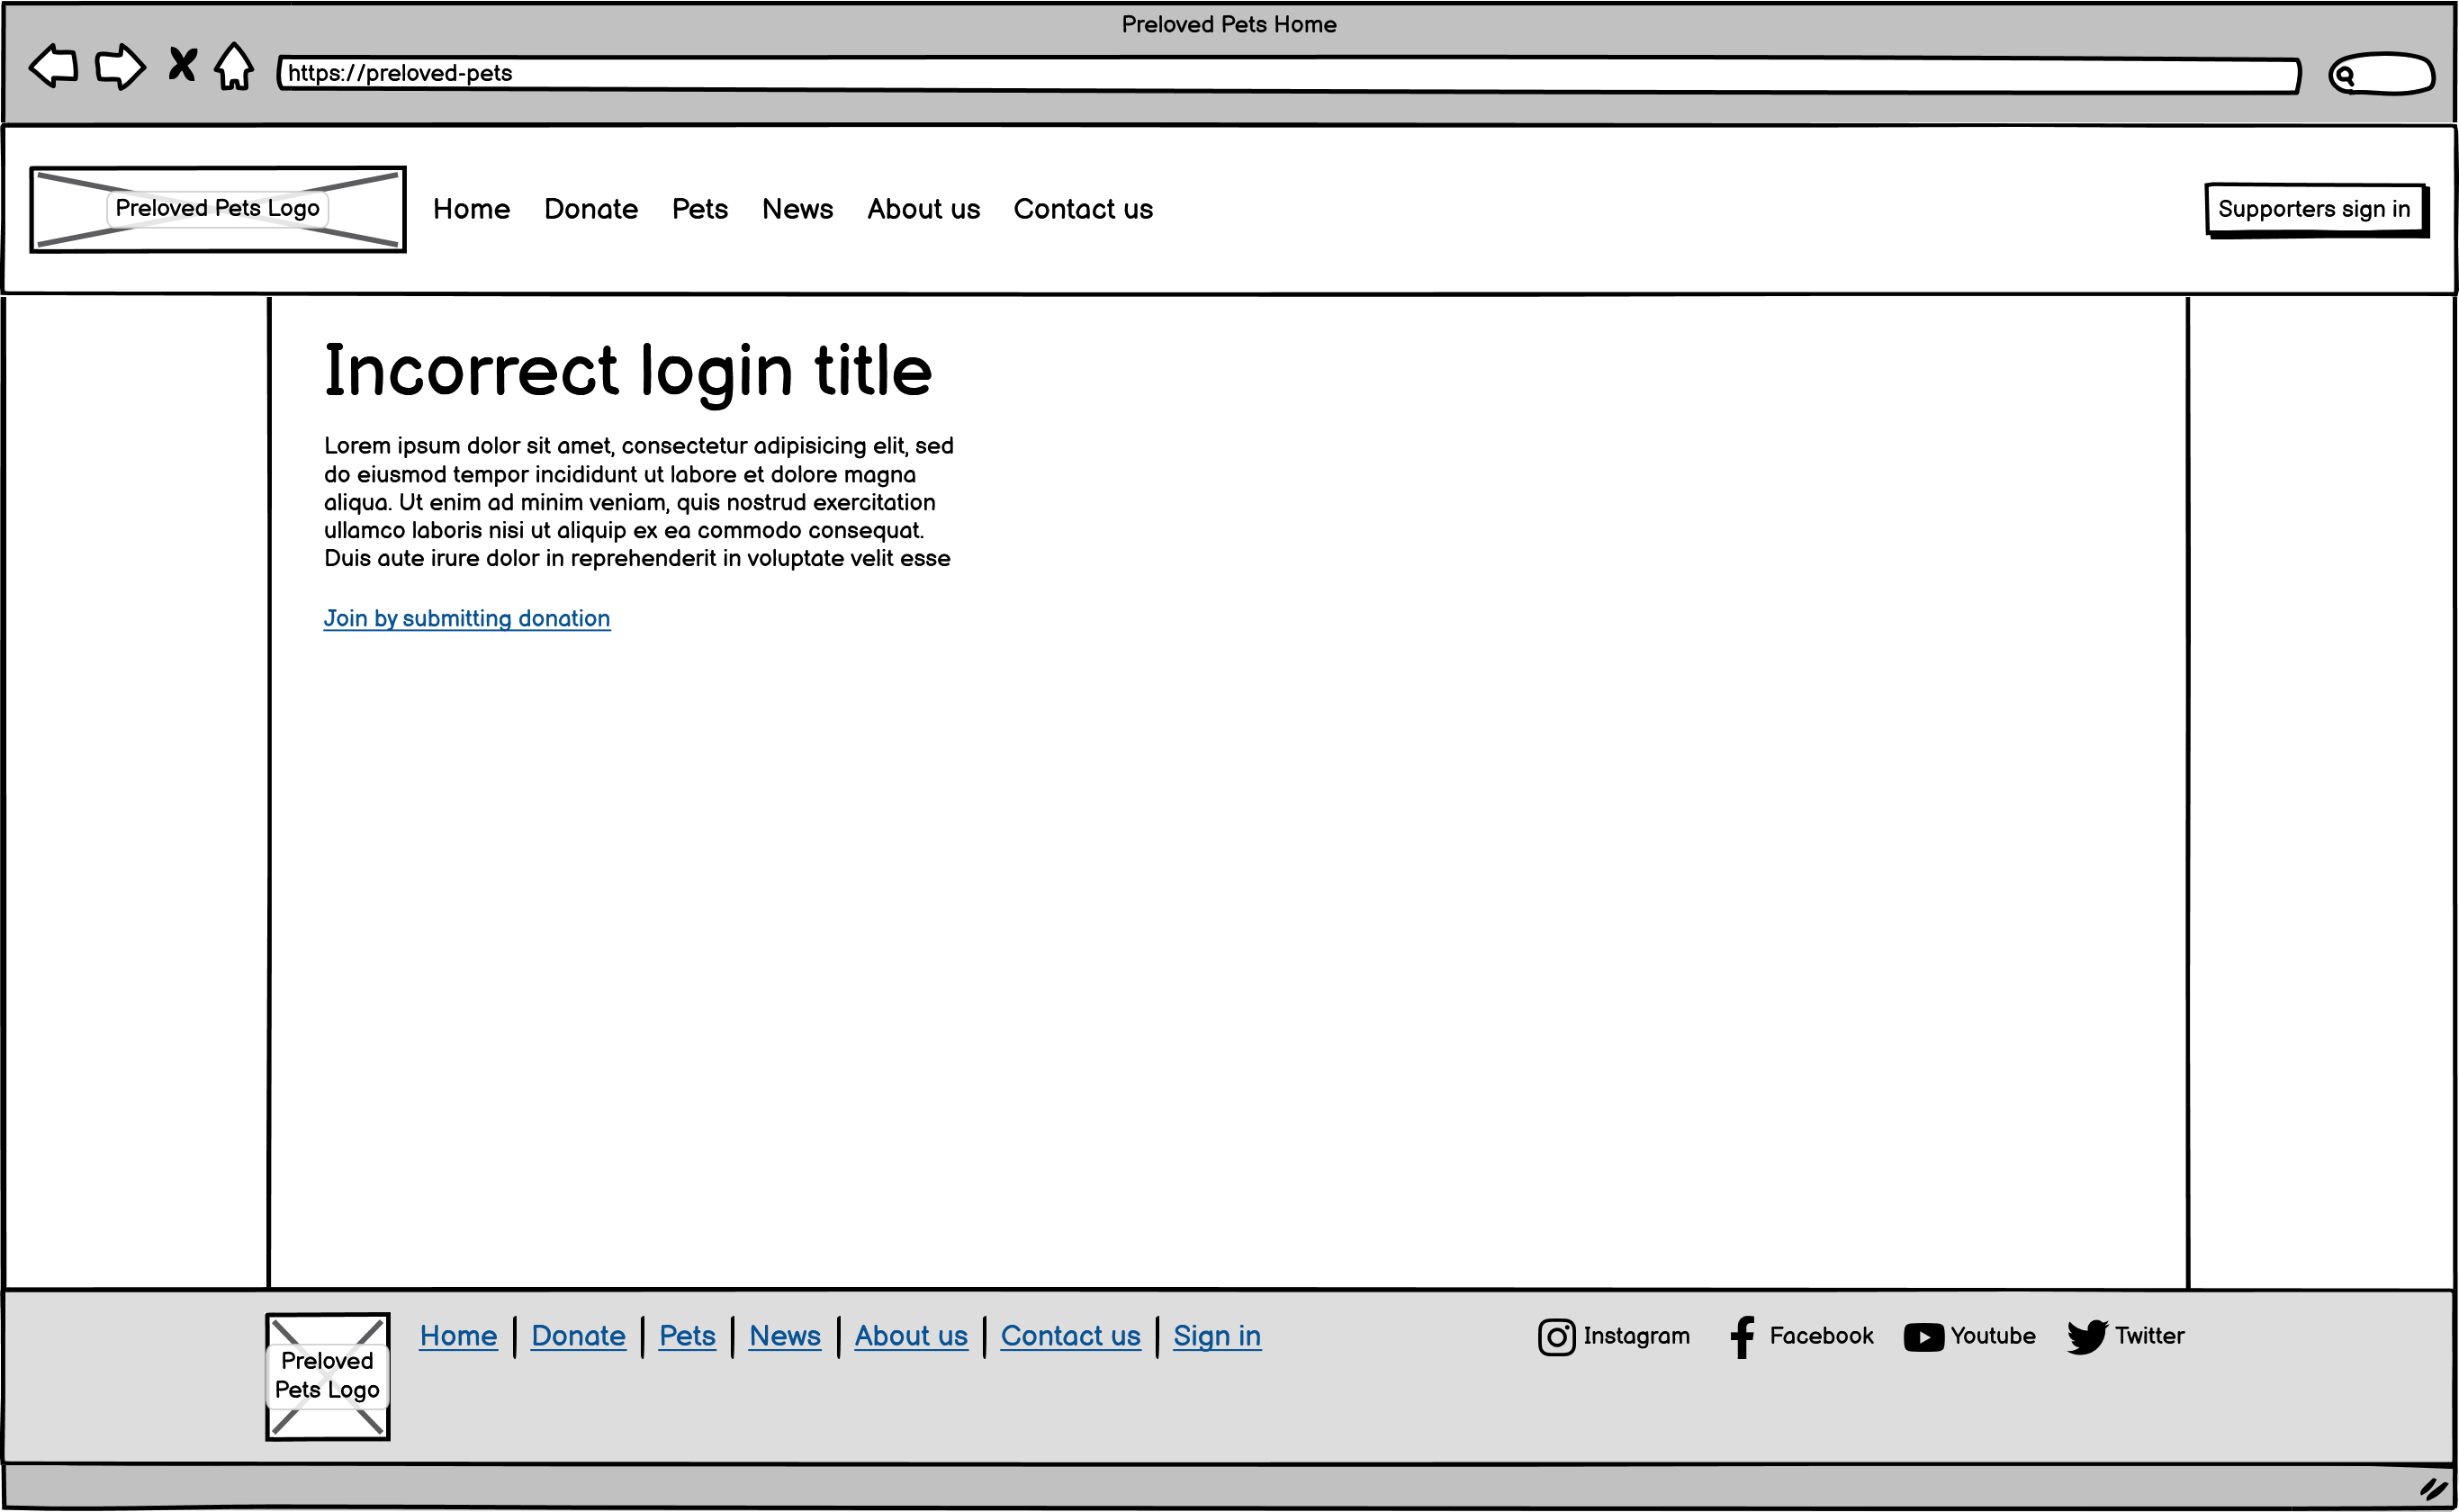 Preloved Pets Home
https://preloved-pets
Preloved Pets Logo
Home Donate Pets News About us Contact us
Supporters sign in
Incorrect login title
Lorem ipsum dolor sit amet, consectetur adipisicing elit, sed
do eiusmod tempor incididunt ut labore et dolore magna
aliqua. Ut enim ad minim veniam, quis nostrud exercitation
ullamco laboris nisi ut aliquip ex ea commodo consequat.
Duis aute irure dolor in reprehenderit in voluptate velit esse
Join by submitting donation
Preloved
Pets Logo
Home | Donate | Pets | News | About us | Contact us | Sign in
Instagram Facebook Youtube Twitter